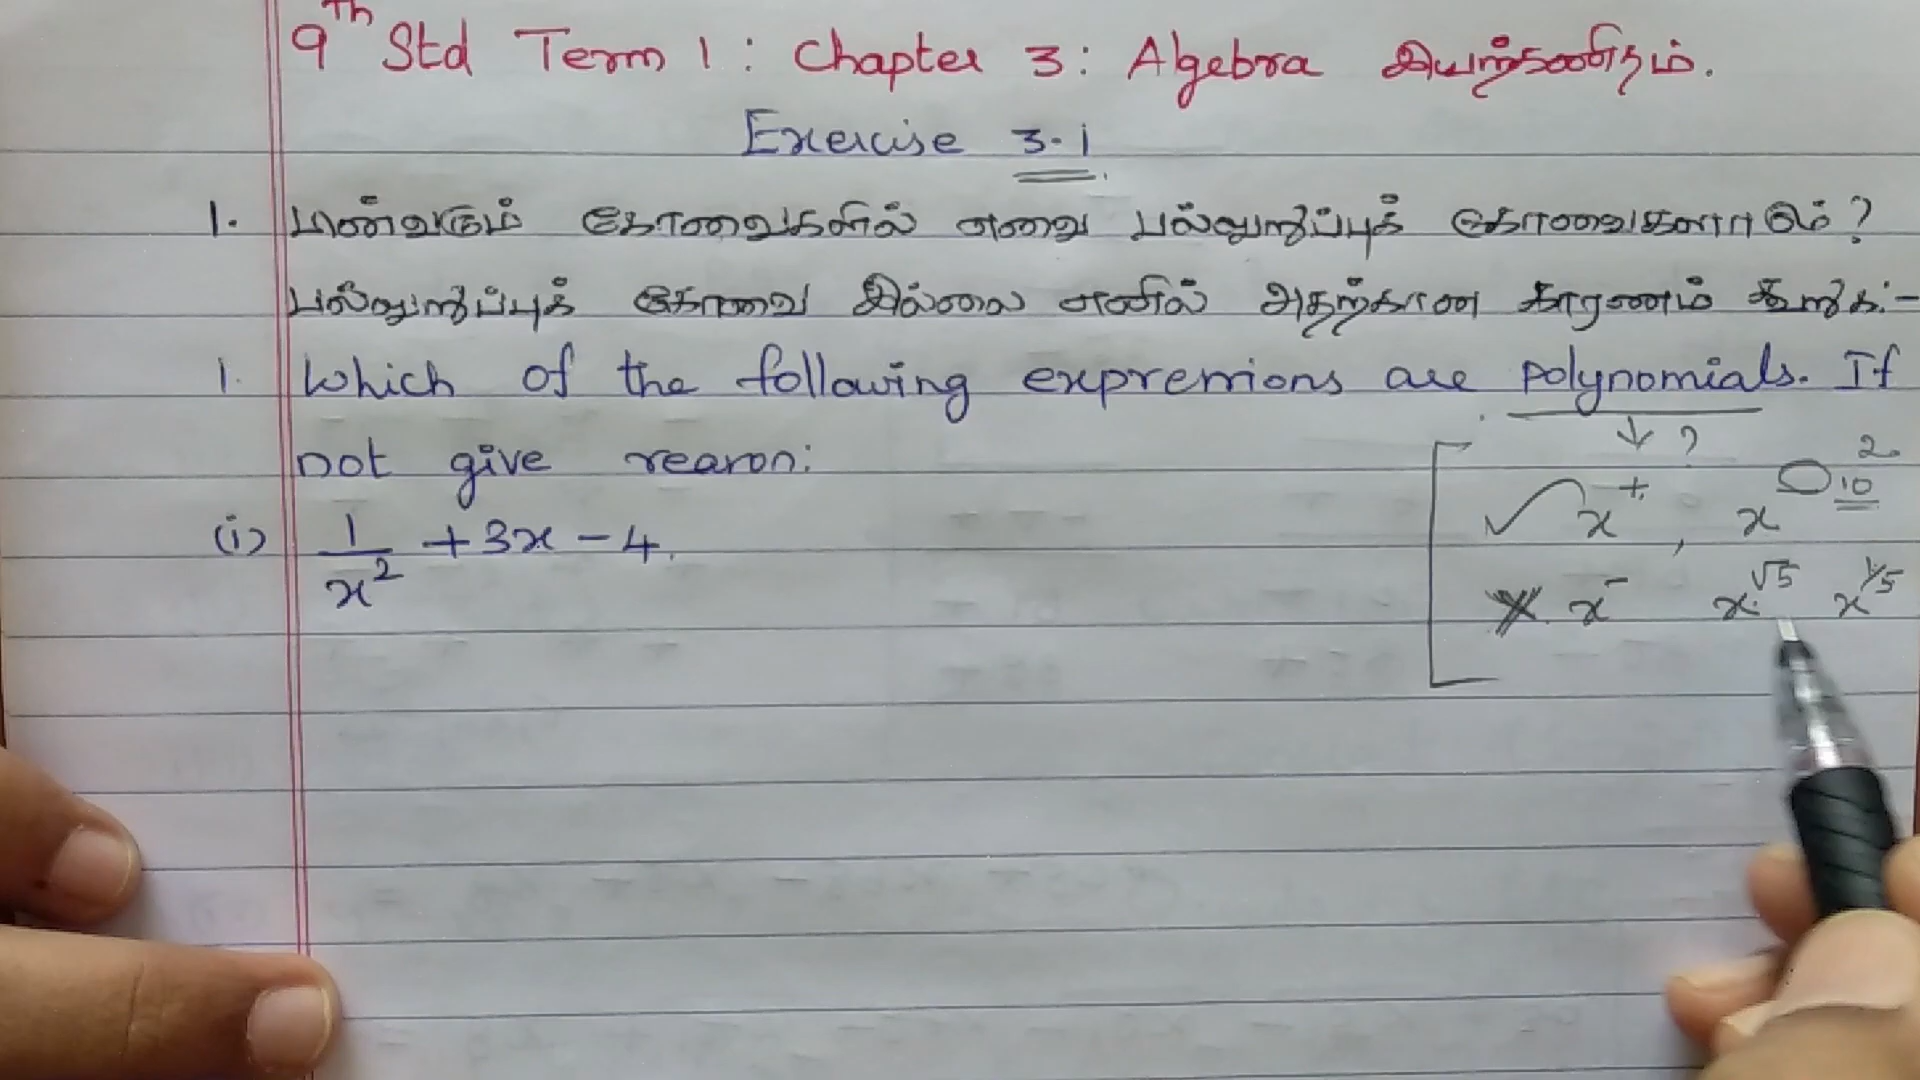 9th Std Term 1 : Chapter 3 : Algebra இயற்கணிதம்.
Exercise 3.1
1. பின்வரும் கோவைகளில் எவை பல்லுறுப்புக் கோவைகளாகும்?
பல்லுறுப்புக் கோவை இல்லை எனில் அதற்கான காரணம் கூறுக:-
1. Which of the following expressions are polynomials. If
not give reason:
↓ ?
(i) 1/x² + 3x - 4.
✓ x⁺, x 0 2 10
✗ x⁻ x^√5 x^1/5